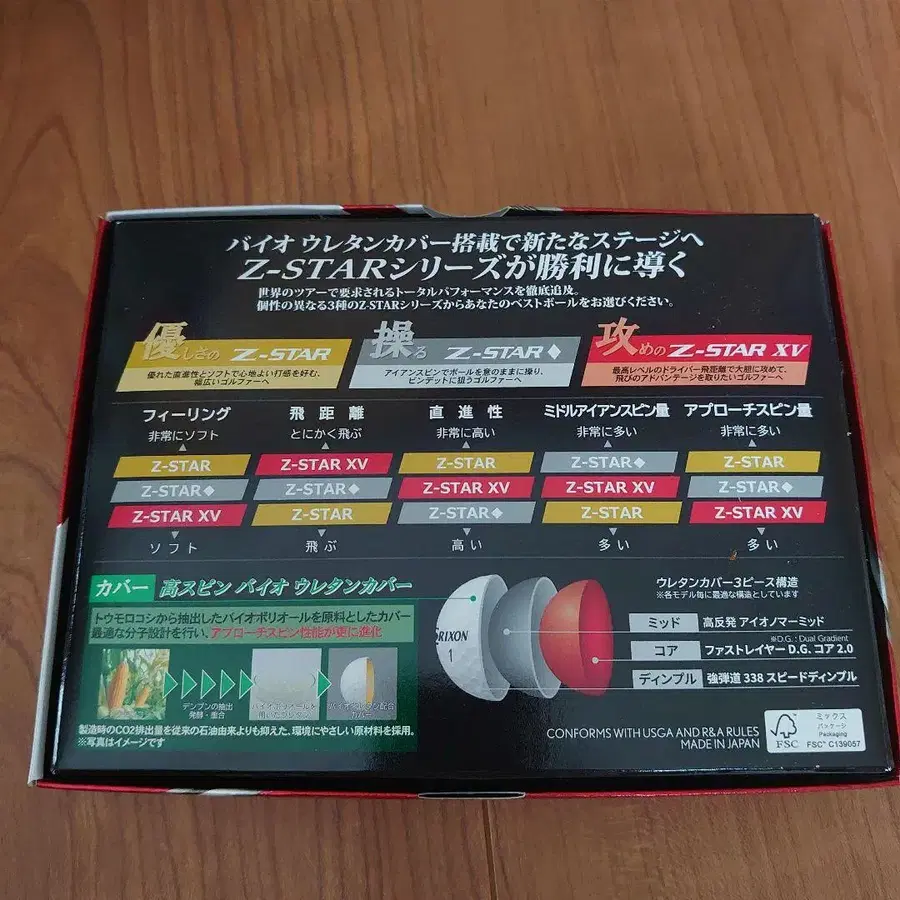 バイオ ウレタンカバー搭載で新たなステージへ
Z-STARシリーズが勝利に導く
世界のツアーで要求されるトータルパフォーマンスを徹底追及。
個性の異なる3種のZ-STARシリーズからあなたのベストボールをお選びください。
優しさの Z-STAR
優れた直進性とソフトで心地よい打感を好む、
幅広いゴルファーへ
操る Z-STAR◆
アイアンスピンでボールを意のままに操り、
ピンデッドに狙うゴルファーへ
攻めの Z-STAR XV
最高レベルのドライバー飛距離で大胆に攻めて、
飛びのアドバンテージを取りたいゴルファーへ
フィーリング 飛距離 直進性 ミドルアイアンスピン量 アプローチスピン量
非常にソフト とにかく飛ぶ 非常に高い 非常に多い 非常に多い
Z-STAR Z-STAR XV Z-STAR Z-STAR◆ Z-STAR
Z-STAR◆ Z-STAR◆ Z-STAR XV Z-STAR XV Z-STAR◆
Z-STAR XV Z-STAR Z-STAR◆ Z-STAR Z-STAR XV
ソフト 飛ぶ 高い 多い 多い
カバー 高スピン バイオ ウレタンカバー
トウモロコシから抽出したバイオポリオールを原料としたカバー
最適な分子設計を行い、アプローチスピン性能が更に進化
デンプンの抽出
発酵・重合
製造時のCO2排出量を従来の石油由来よりも抑えた、環境にやさしい原材料を採用。
※写真はイメージです
SRIXON
1
ウレタンカバー3ピース構造
※各モデル毎に最適な構造としています
ミッド 高反発 アイオノマーミッド
※D.G.: Dual Gradient
コア ファストレイヤー D.G. コア 2.0
ディンプル 強弾道 338 スピードディンプル
CONFORMS WITH USGA AND R&A RULES
MADE IN JAPAN
FSC
ミックス
パッケージ
Packaging
FSC™ C139057